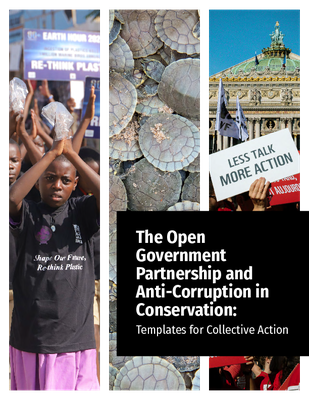 EARTH HOUR
RE-THINK PLAST
Shape Our Future,
Re-think Plastic
LESS TALK
MORE ACTION
The Open
Government
Partnership and
Anti-Corruption in
Conservation:
Templates for Collective Action